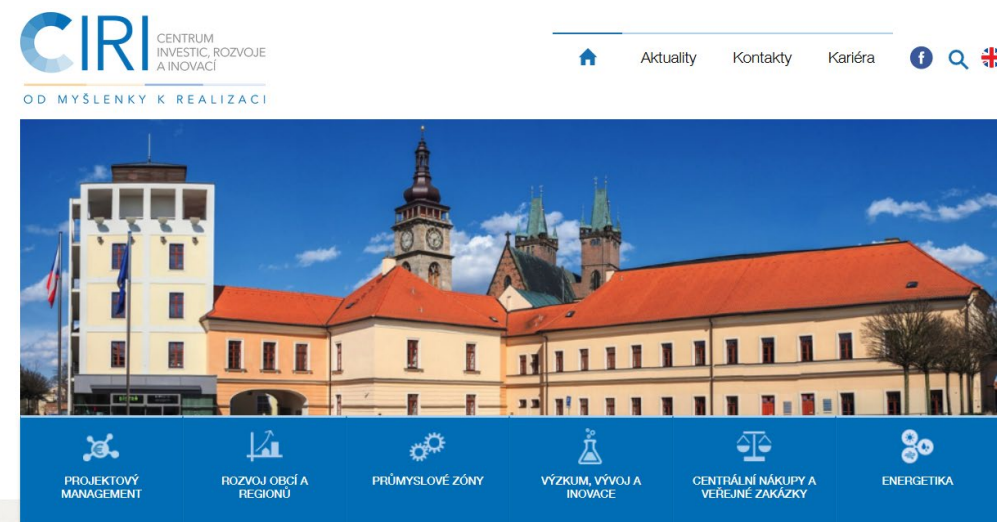 CIRI
CENTRUM
INVESTIC, ROZVOJE
A INOVACÍ
OD MYŠLENKY K REALIZACI
Aktuality Kontakty Kariéra
f
PROJEKTOVÝ
MANAGEMENT
ROZVOJ OBCÍ A
REGIONŮ
PRŮMYSLOVÉ ZÓNY
VÝZKUM, VÝVOJ A
INOVACE
CENTRÁLNÍ NÁKUPY A
VEŘEJNÉ ZAKÁZKY
ENERGETIKA